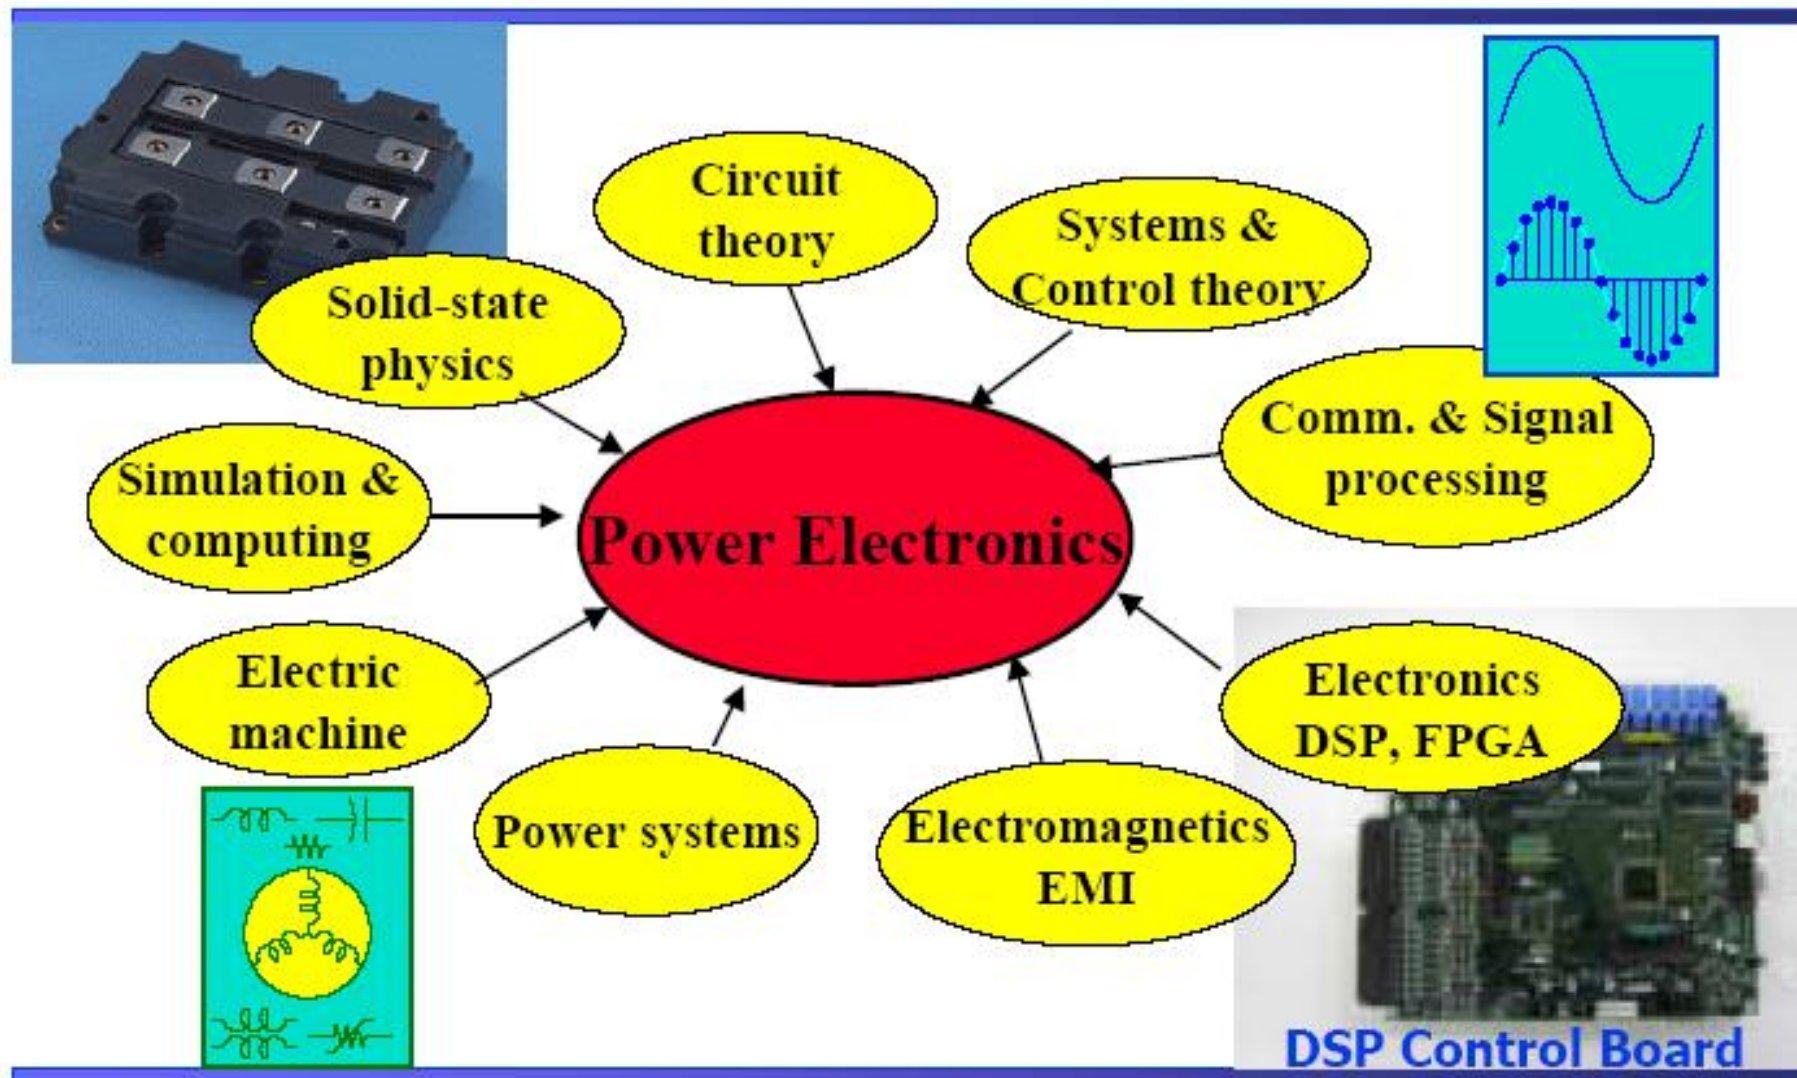 Circuit
theory
Systems &
Control theory
Solid-state
physics
Comm. & Signal
processing
Simulation &
computing
Power Electronics
Electric
machine
Electronics
DSP, FPGA
Power systems
Electromagnetics
EMI
DSP Control Board